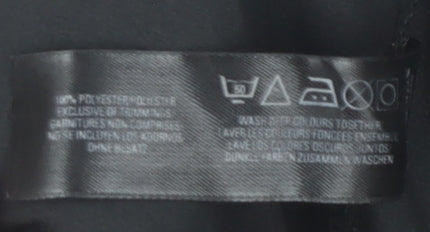 100% POLYESTER/POLIESTER
EXCLUSIVE OF TRIMMINGS
GARNITURES NON COMPRISES
NO SE INCLUYEN LOS ADORNOS
OHNE BESATZ
50
WASH DEEP COLOURS TOGETHER
LAVER LES COULEURS FONCEES ENSEMBLE
LAVE LOS COLORES OSCUROS JUNTOS
DUNKLE FARBEN ZUSAMMEN WASCHEN